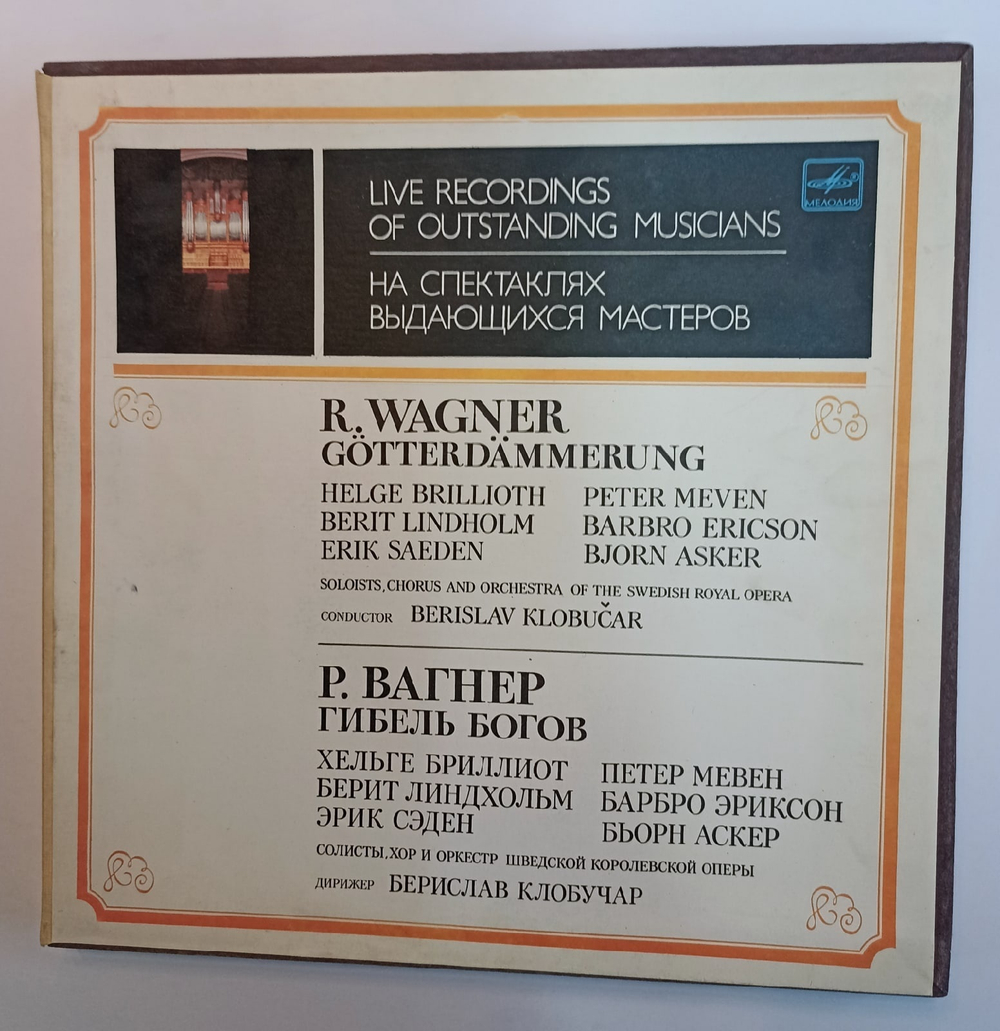 LIVE RECORDINGS
OF OUTSTANDING MUSICIANS
МЕЛОДИЯ
НА СПЕКТАКЛЯХ
ВЫДАЮЩИХСЯ МАСТЕРОВ
R. WAGNER
GÖTTERDÄMMERUNG
HELGE BRILLIOTH PETER MEVEN
BERIT LINDHOLM BARBRO ERICSON
ERIK SAEDEN BJORN ASKER
SOLOISTS, CHORUS AND ORCHESTRA OF THE SWEDISH ROYAL OPERA
CONDUCTOR BERISLAV KLOBUČAR
Р. ВАГНЕР
ГИБЕЛЬ БОГОВ
ХЕЛЬГЕ БРИЛЛИОТ ПЕТЕР МЕВЕН
БЕРИТ ЛИНДХОЛЬМ БАРБРО ЭРИКСОН
ЭРИК СЭДЕН БЬОРН АСКЕР
СОЛИСТЫ, ХОР И ОРКЕСТР ШВЕДСКОЙ КОРОЛЕВСКОЙ ОПЕРЫ
ДИРИЖЕР БЕРИСЛАВ КЛОБУЧАР